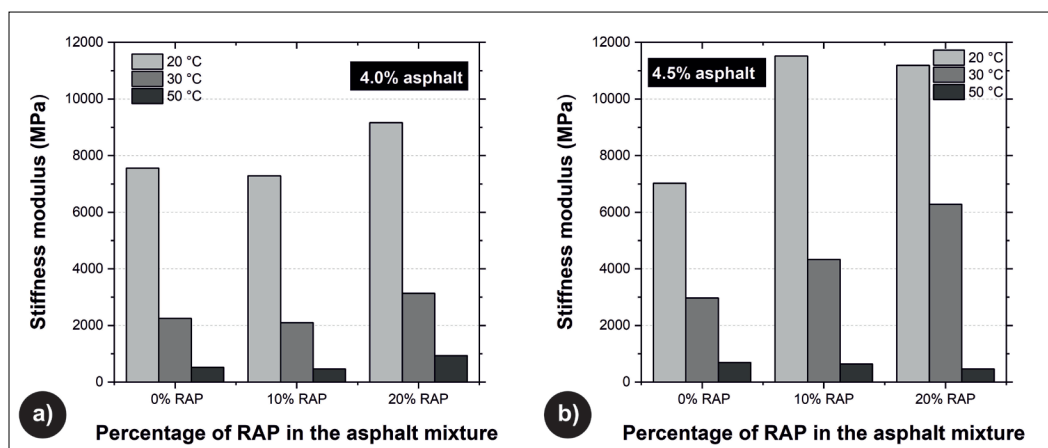 12000
10000
8000
6000
4000
2000
0
Stiffness modulus (MPa)
20 °C
30 °C
50 °C
4.0% asphalt
0% RAP
10% RAP
20% RAP
Percentage of RAP in the asphalt mixture
a)
12000
10000
8000
6000
4000
2000
0
Stiffness modulus (MPa)
4.5% asphalt
20 °C
30 °C
50 °C
0% RAP
10% RAP
20% RAP
Percentage of RAP in the asphalt mixture
b)